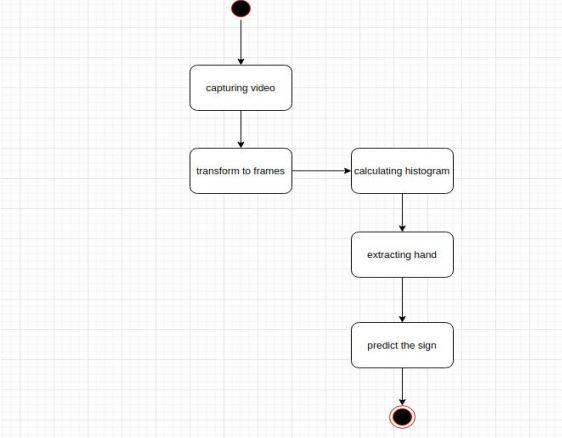 capturing video
transform to frames
calculating histogram
extracting hand
predict the sign